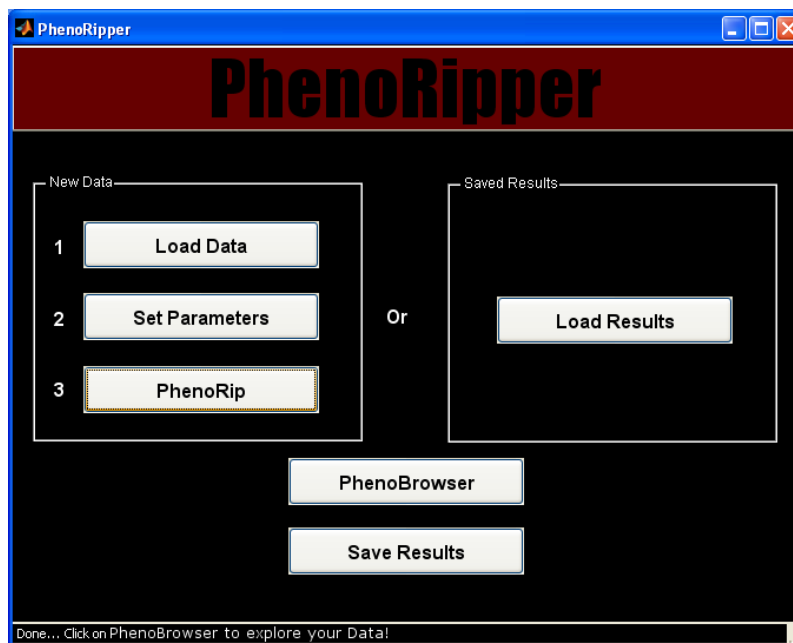 PhenoRipper
PhenoRipper
New Data
1 Load Data
2 Set Parameters
3 PhenoRip
Or
Saved Results
Load Results
PhenoBrowser
Save Results
Done... Click on PhenoBrowser to explore your Data!